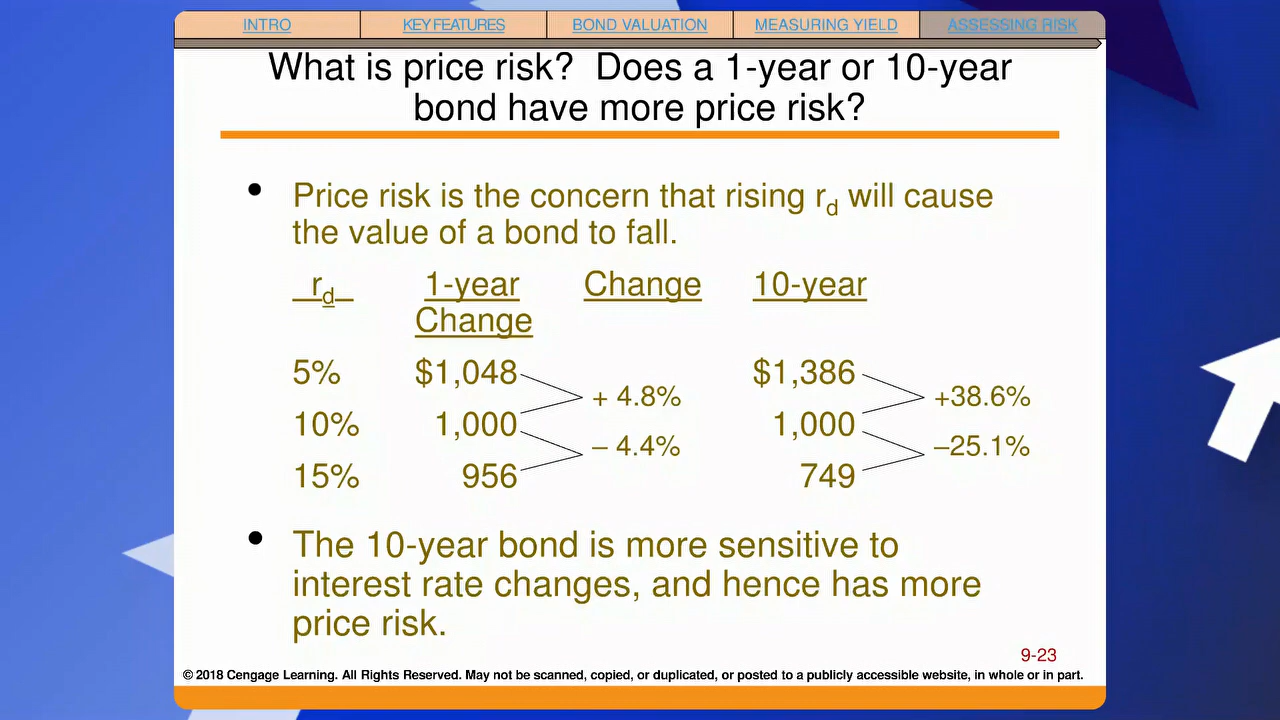 INTRO KEY FEATURES BOND VALUATION MEASURING YIELD ASSESSING RISK
What is price risk? Does a 1-year or 10-year
bond have more price risk?
• Price risk is the concern that rising rd will cause
the value of a bond to fall.
rd 1-year Change 10-year
Change
5% $1,048 $1,386
+ 4.8% +38.6%
10% 1,000 1,000
– 4.4% –25.1%
15% 956 749
• The 10-year bond is more sensitive to
interest rate changes, and hence has more
price risk.
9-23
© 2018 Cengage Learning. All Rights Reserved. May not be scanned, copied, or duplicated, or posted to a publicly accessible website, in whole or in part.